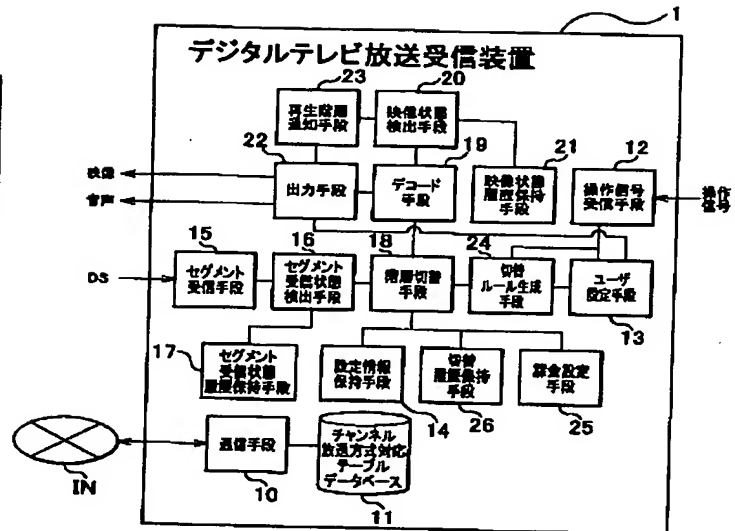 1
デジタルテレビ放送受信装置
23
20
再生階層
通知手段
映像状態
検出手段
22
19
21
12
映像
音声
出力手段
デコード
手段
映像状態
履歴保持
手段
操作信号
受信手段
操作
信号
15
16
18
24
DS
セグメント
受信手段
セグメント
受信状態
検出手段
階層切替
手段
切替
ルール生成
手段
ユーザ
設定手段
13
17
セグメント
受信状態
履歴保持手段
設定情報
保持手段
切替
履歴保持
手段
課金設定
手段
14
26
25
IN
通信手段
チャンネル
放送方式対応
テーブル
データベース
10
11